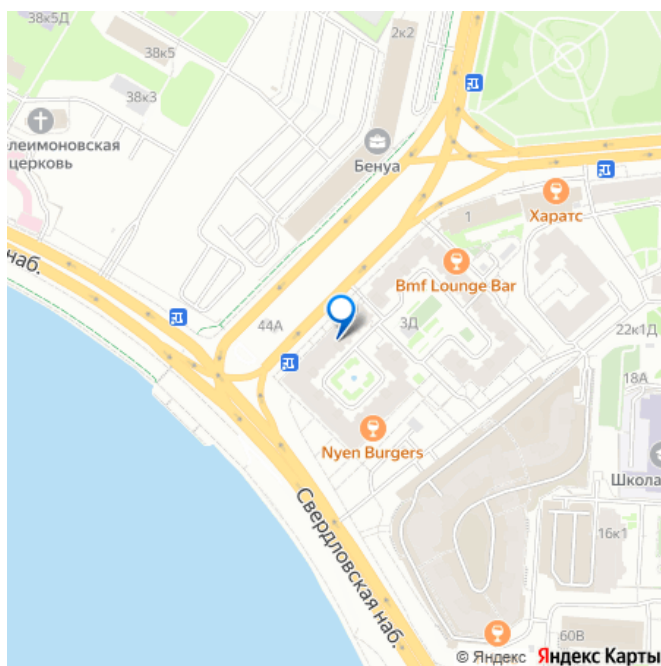 38к5Д
38к5
38к3
2к2
леимоновская
церковь
Бенуа
Харатс
1
Bmf Lounge Bar
наб.
44А
3Д
22к1Д
18А
Nyen Burgers
Школа
Свердловская наб.
16к1
60В
© Яндекс Яндекс Карты